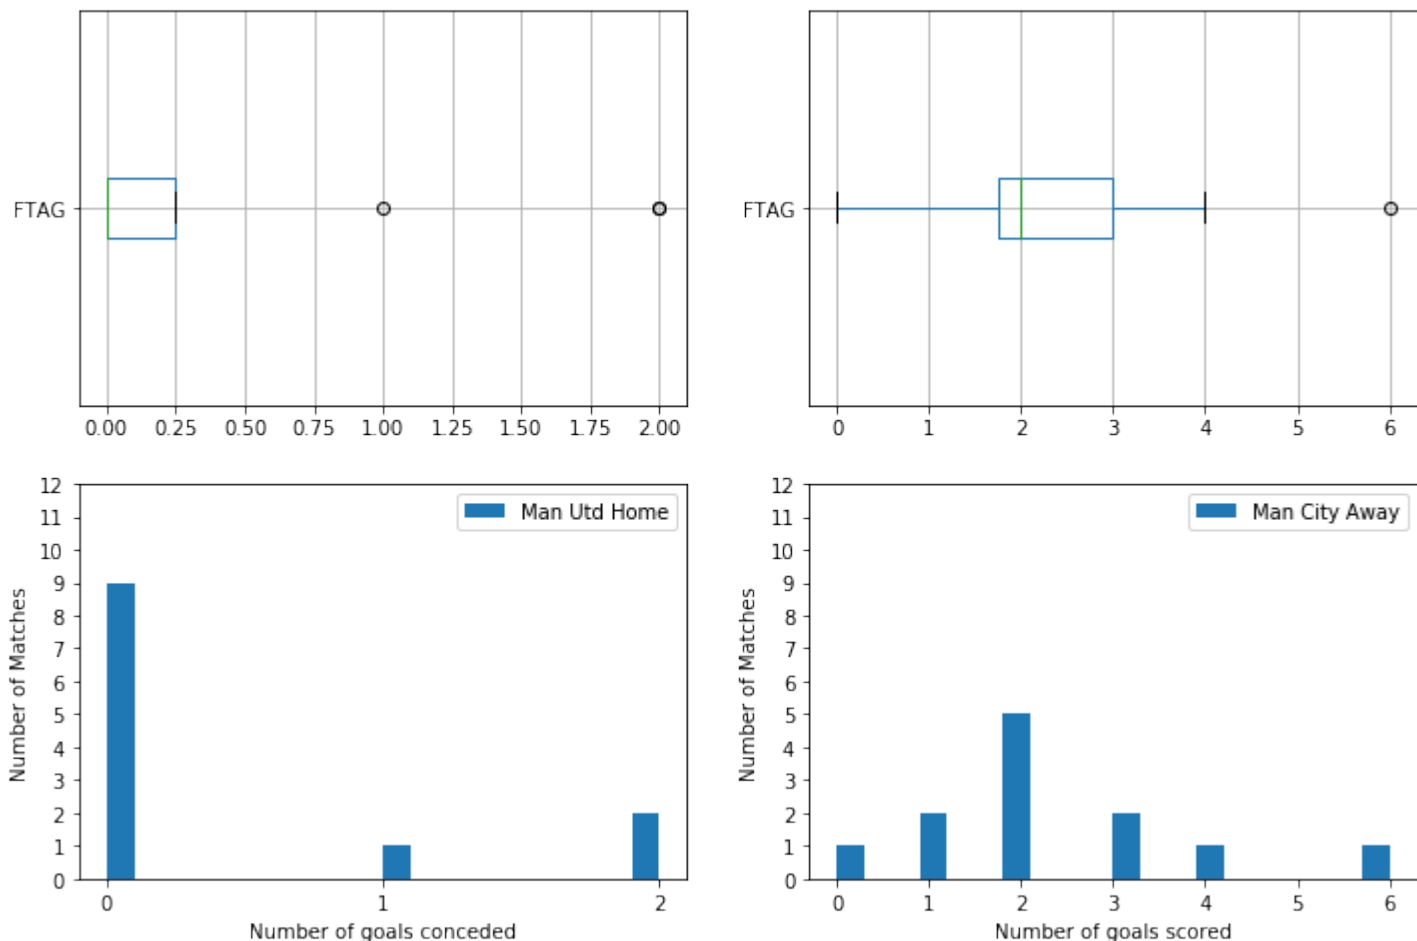 FTAG
0.00 0.25 0.50 0.75 1.00 1.25 1.50 1.75 2.00
FTAG
0 1 2 3 4 5 6
12
11
10
9
8
7
6
5
4
3
2
1
0
Number of Matches
Man Utd Home
0 1 2
Number of goals conceded
12
11
10
9
8
7
6
5
4
3
2
1
0
Number of Matches
Man City Away
0 1 2 3 4 5 6
Number of goals scored